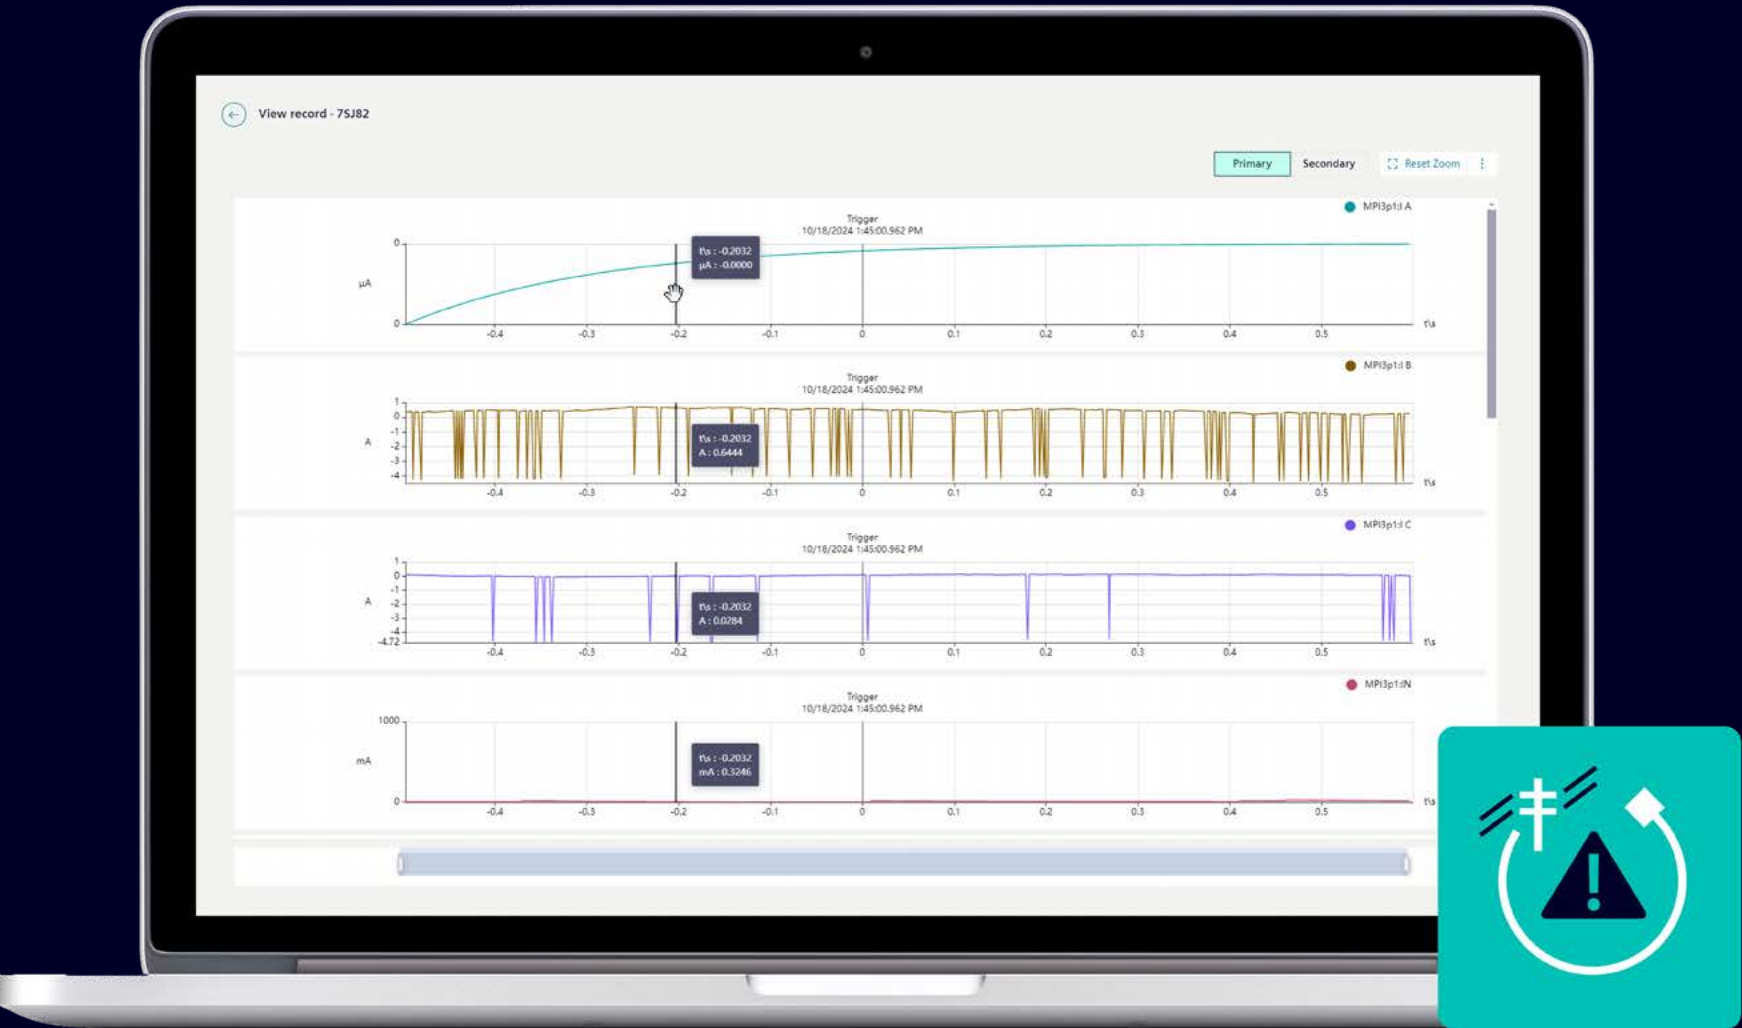 View record - 7SJ82
Primary
Secondary
Reset Zoom
MPI3p1:I A
Trigger
10/18/2024 1:45:00.962 PM
t\s : -0.2032
µA : -0.0000
0
µA
0
-0.4 -0.3 -0.2 -0.1 0 0.1 0.2 0.3 0.4 0.5
t\s
MPI3p1:I B
Trigger
10/18/2024 1:45:00.962 PM
1
0
-1
A
-2
-3
-4
t\s : -0.2032
A : 0.6444
-0.4 -0.3 -0.2 -0.1 0 0.1 0.2 0.3 0.4 0.5
t\s
MPI3p1:I C
Trigger
10/18/2024 1:45:00.962 PM
1
0
-1
A
-2
-3
-4
-4.72
t\s : -0.2032
A : 0.0284
-0.4 -0.3 -0.2 -0.1 0 0.1 0.2 0.3 0.4 0.5
t\s
MPI3p1:IN
Trigger
10/18/2024 1:45:00.962 PM
1000
mA
0
t\s : -0.2032
mA : 0.3246
-0.4 -0.3 -0.2 -0.1 0 0.1 0.2 0.3 0.4 0.5
t\s